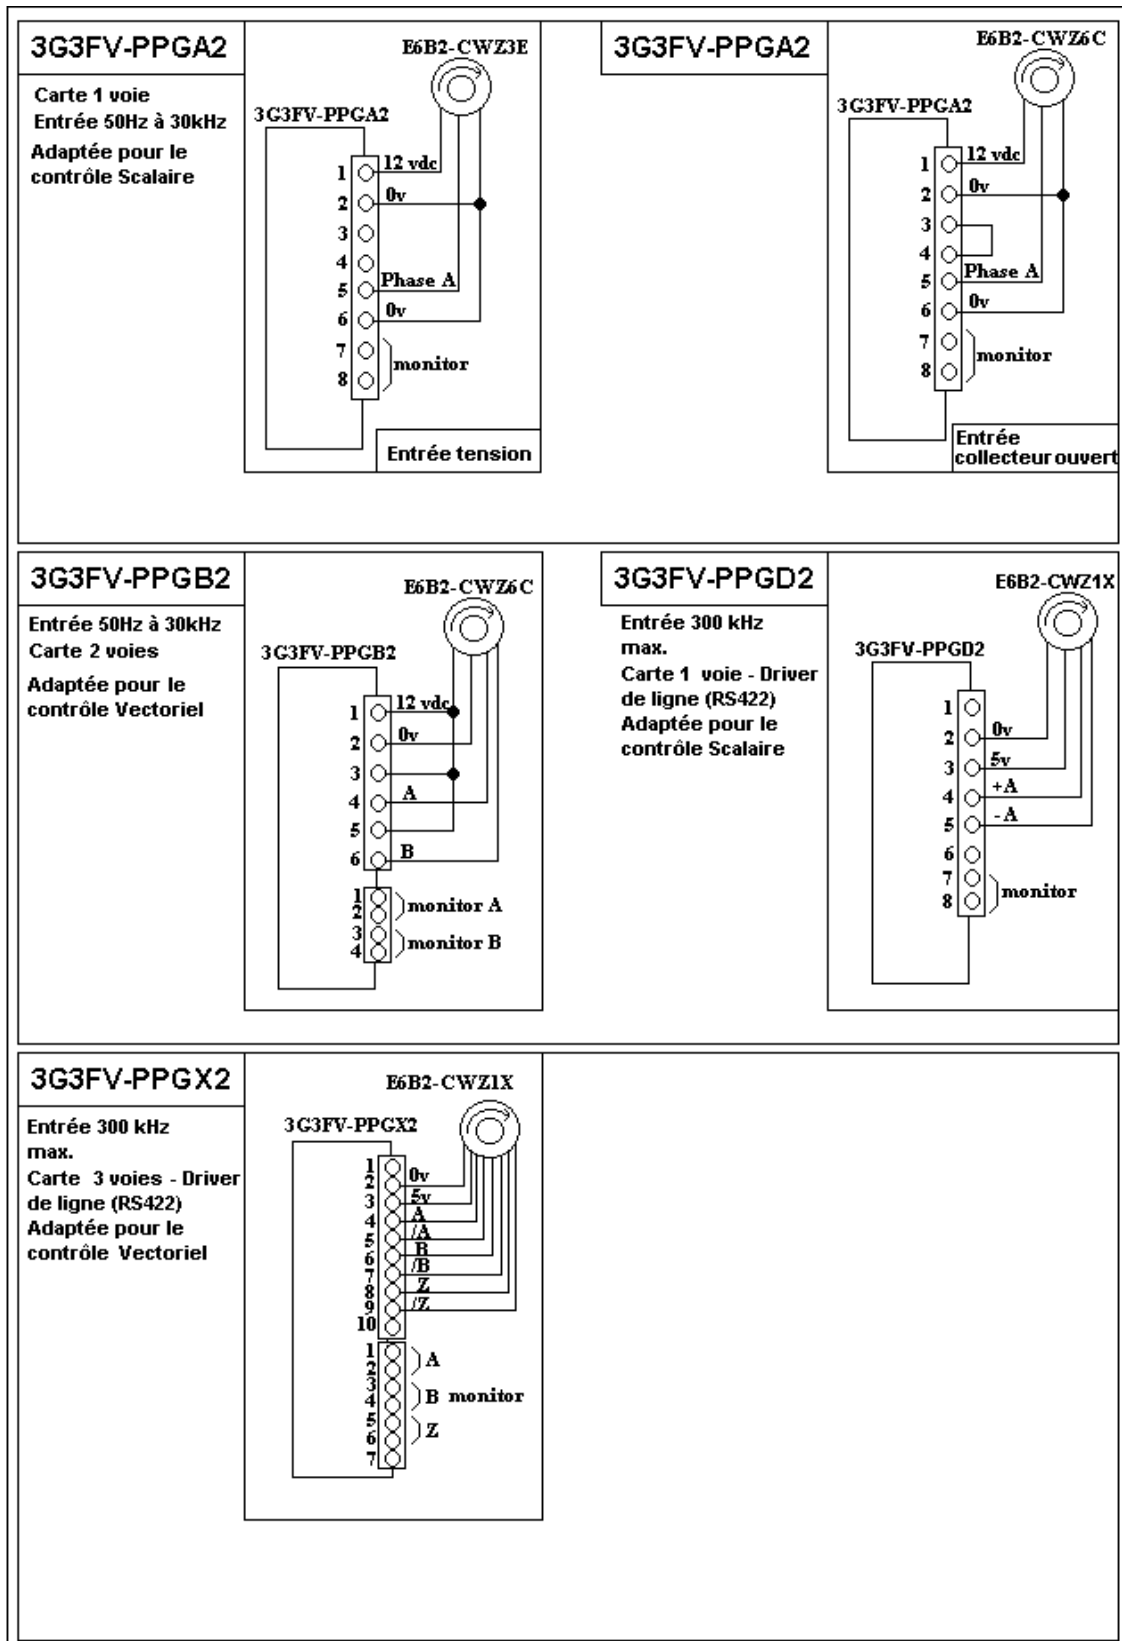 3G3FV-PPGA2
Carte 1 voie
Entrée 50Hz à 30kHz
Adaptée pour le
contrôle Scalaire
E6B2-CWZ3E
3G3FV-PPGA2
1 12 vdc
2 0v
3
4
5 Phase A
6 0v
7
monitor
8
Entrée tension
3G3FV-PPGA2
E6B2-CWZ6C
3G3FV-PPGA2
1 12 vdc
2 0v
3
4
5 Phase A
6 0v
7
monitor
8
Entrée
collecteur ouvert
3G3FV-PPGB2
Entrée 50Hz à 30kHz
Carte 2 voies
Adaptée pour le
contrôle Vectoriel
E6B2-CWZ6C
3G3FV-PPGB2
1 12 vdc
2 0v
3
4 A
5
6 B
1
2
monitor A
3
4
monitor B
3G3FV-PPGD2
Entrée 300 kHz
max.
Carte 1 voie - Driver
de ligne (RS422)
Adaptée pour le
contrôle Scalaire
E6B2-CWZ1X
3G3FV-PPGD2
1
2 0v
3 5v
4 +A
5 -A
6
7
monitor
8
3G3FV-PPGX2
Entrée 300 kHz
max.
Carte 3 voies - Driver
de ligne (RS422)
Adaptée pour le
contrôle Vectoriel
E6B2-CWZ1X
3G3FV-PPGX2
1
2 0v
3 5v
4 A
5 /A
6 B
7 /B
8 Z
9 /Z
10
1
2
A
3
4
B monitor
5
6
Z
7